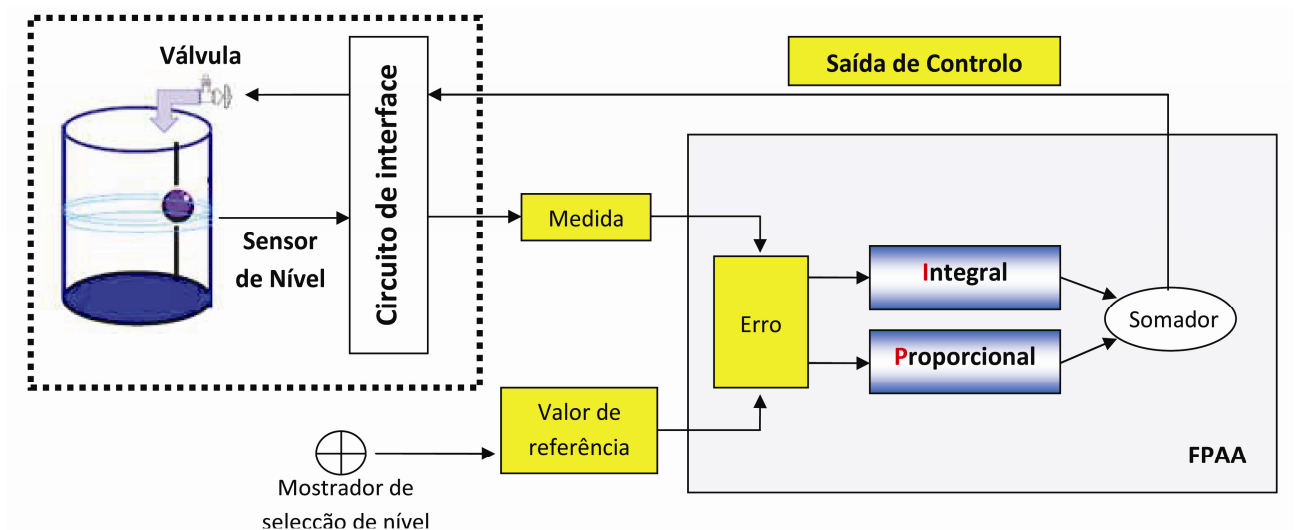 Válvula
Circuito de interface
Saída de Controlo
Sensor
de Nível
Medida
Erro
Integral
Proporcional
Somador
Valor de
referência
FPAA
Mostrador de
selecção de nível